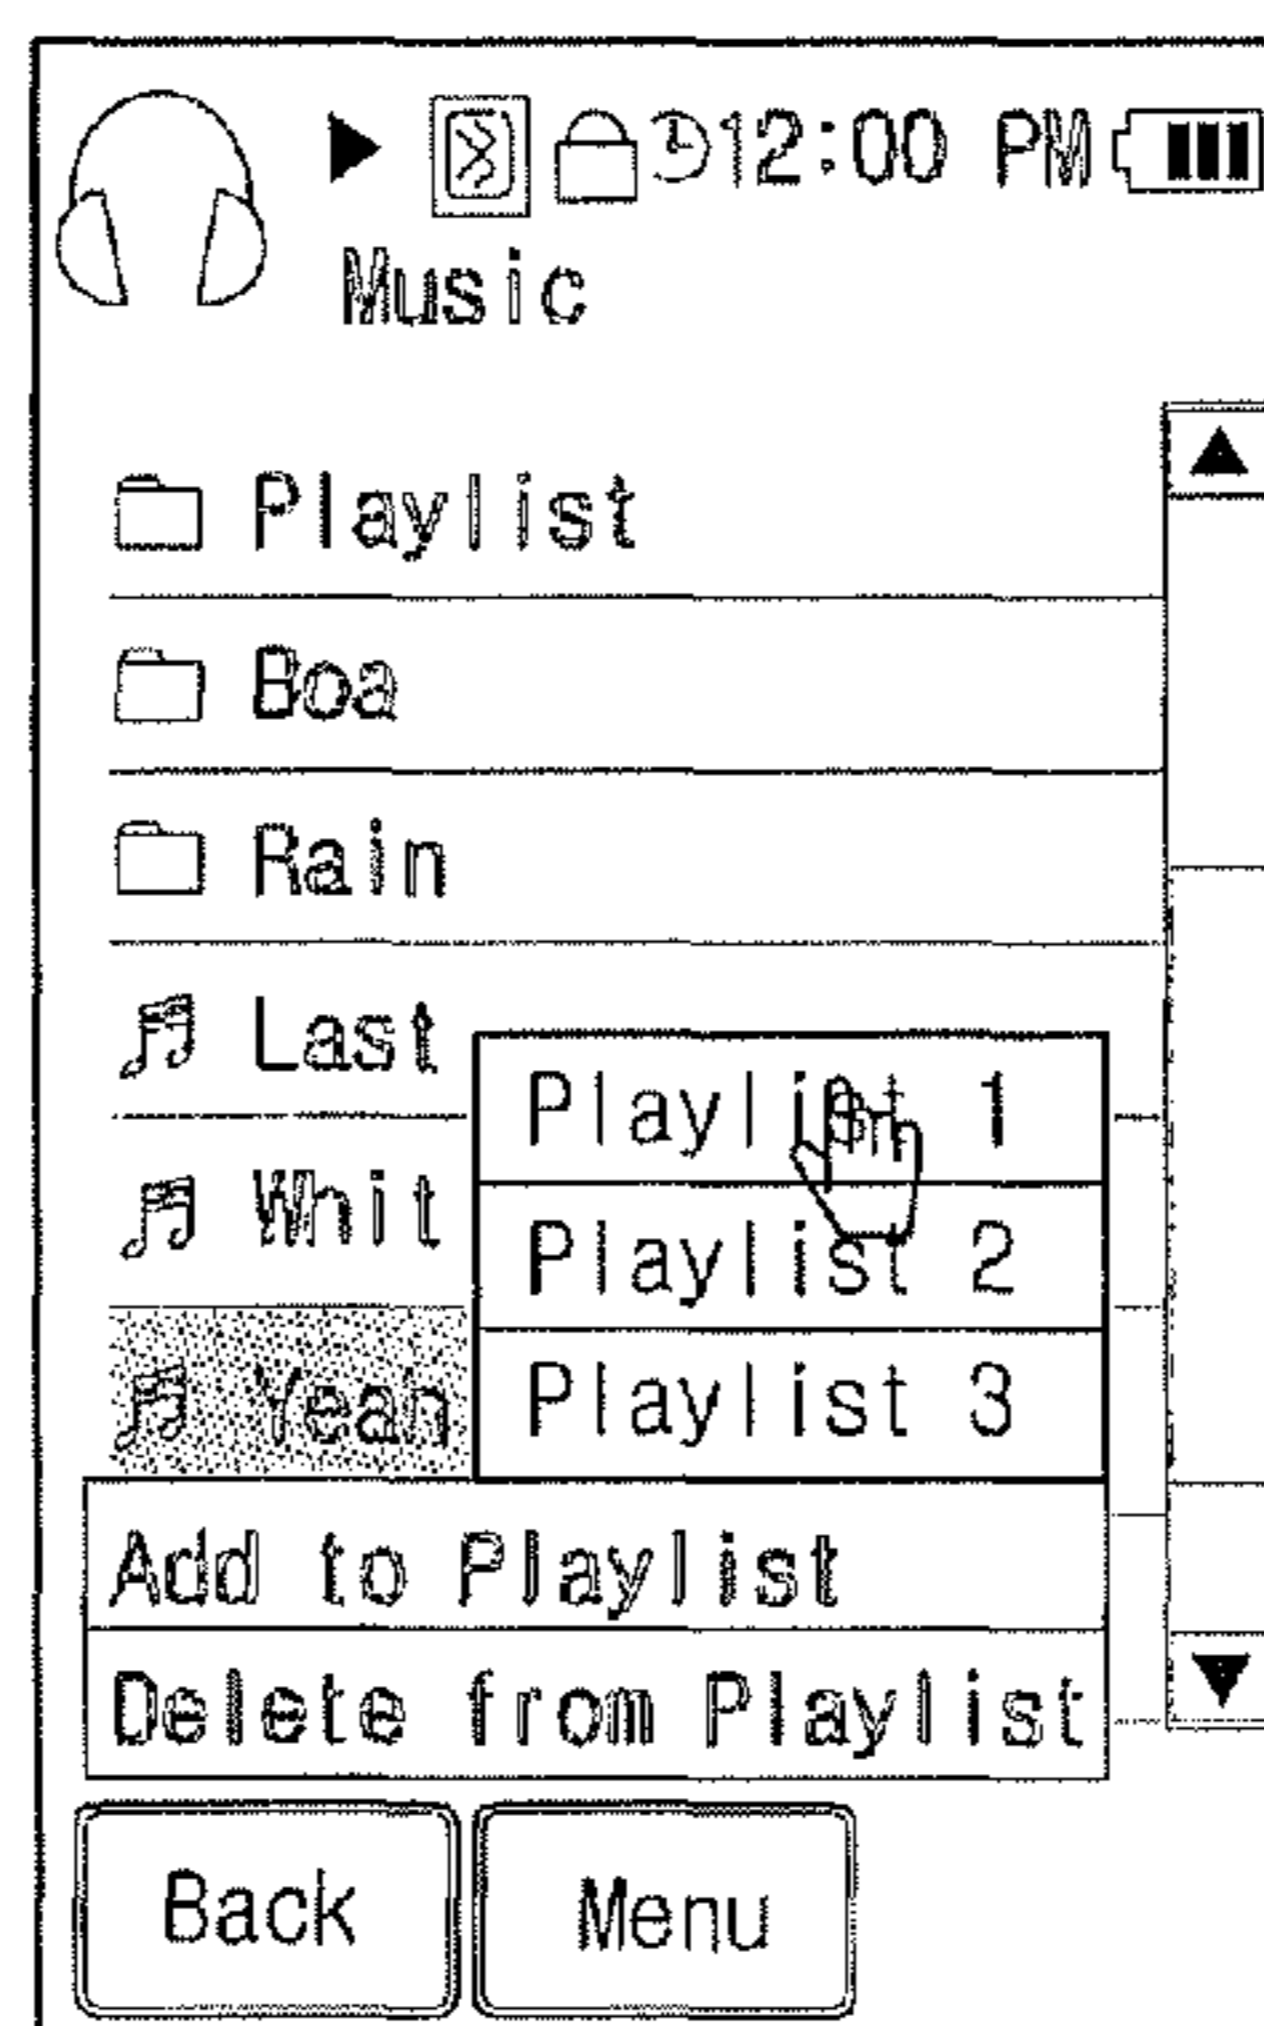 12:00 PM
Music
Playlist
Boa
Rain
Last
Whit
Yeah
Playlist 1
Playlist 2
Playlist 3
Add to Playlist
Delete from Playlist
Back
Menu